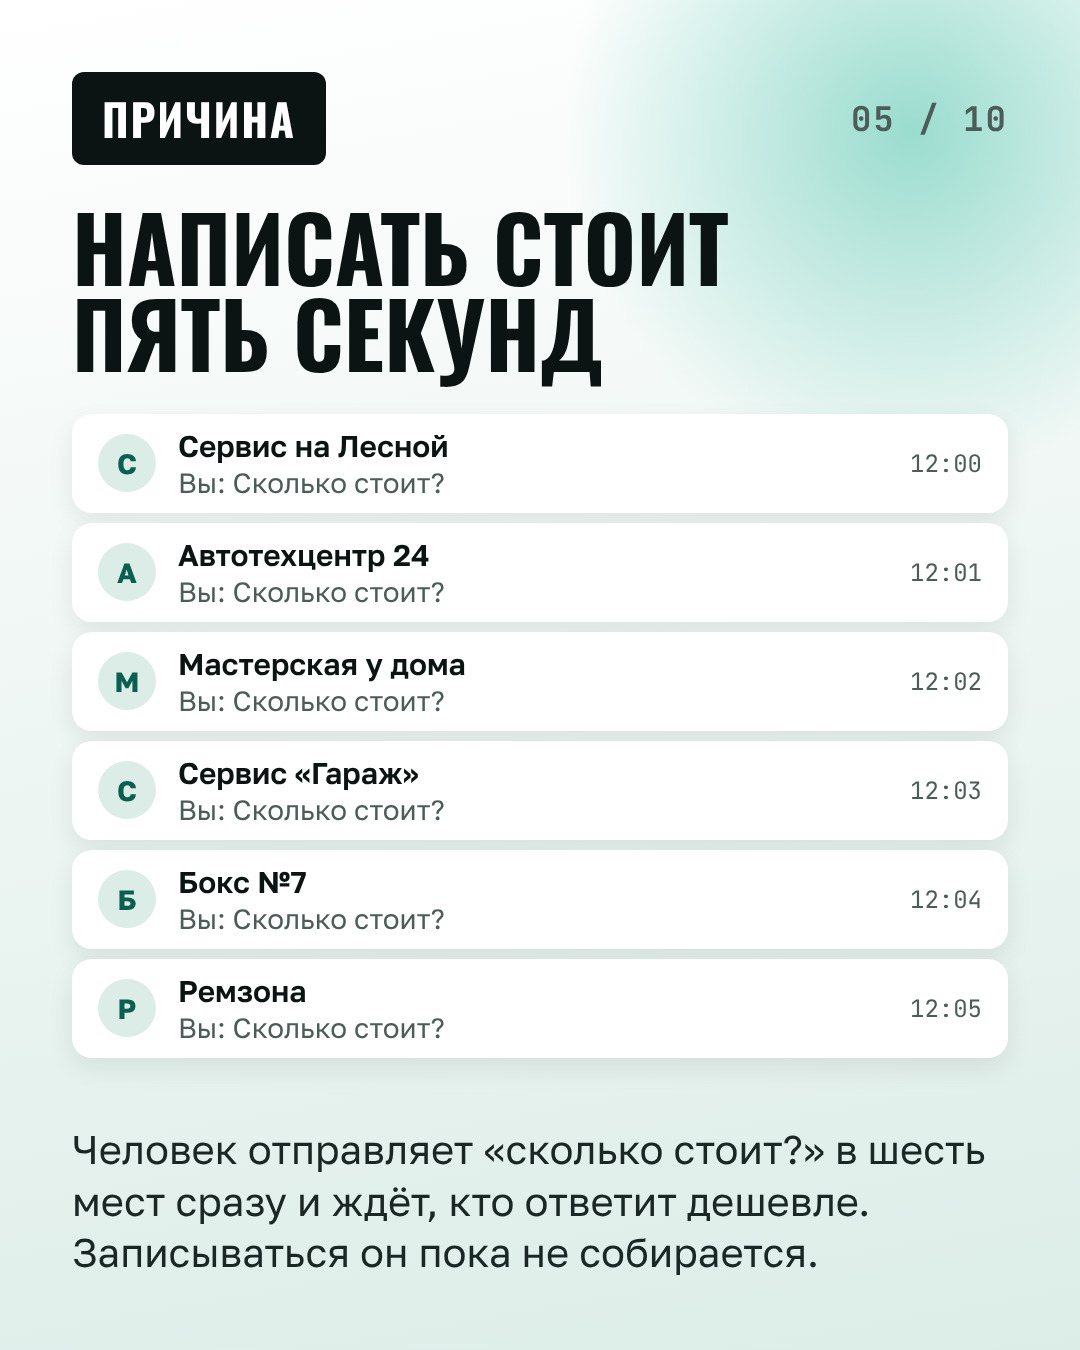 ПРИЧИНА
05 / 10
НАПИСАТЬ СТОИТ
ПЯТЬ СЕКУНД
С
Сервис на Лесной
Вы: Сколько стоит?
12:00
А
Автотехцентр 24
Вы: Сколько стоит?
12:01
М
Мастерская у дома
Вы: Сколько стоит?
12:02
С
Сервис «Гараж»
Вы: Сколько стоит?
12:03
Б
Бокс №7
Вы: Сколько стоит?
12:04
Р
Ремзона
Вы: Сколько стоит?
12:05
Человек отправляет «сколько стоит?» в шесть
мест сразу и ждёт, кто ответит дешевле.
Записываться он пока не собирается.